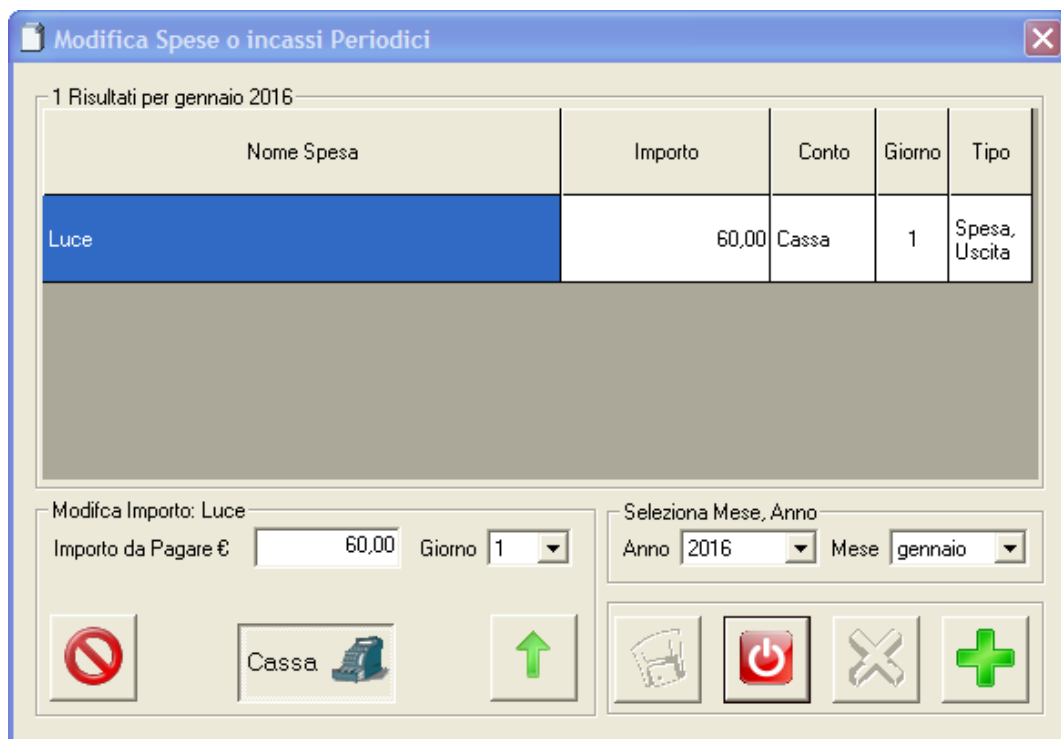 Modifica Spese o incassi Periodici
1 Risultati per gennaio 2016
Nome Spesa Importo Conto Giorno Tipo
Luce 60,00 Cassa 1 Spesa,
Uscita
Modifca Importo: Luce
Importo da Pagare € 60,00 Giorno 1
Seleziona Mese, Anno
Anno 2016 Mese gennaio
Cassa